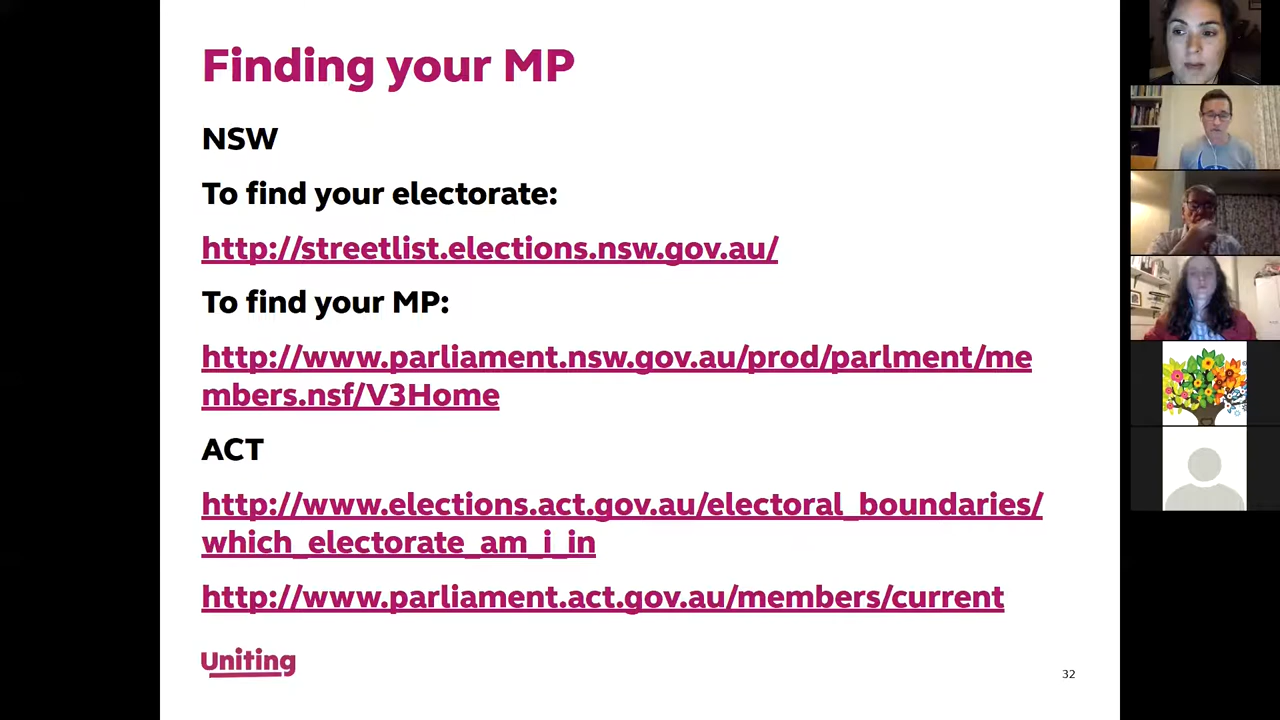 Finding your MP
NSW
To find your electorate:
http://streetlist.elections.nsw.gov.au/
To find your MP:
http://www.parliament.nsw.gov.au/prod/parlment/me
mbers.nsf/V3Home
ACT
http://www.elections.act.gov.au/electoral_boundaries/
which_electorate_am_i_in
http://www.parliament.act.gov.au/members/current
Uniting
32